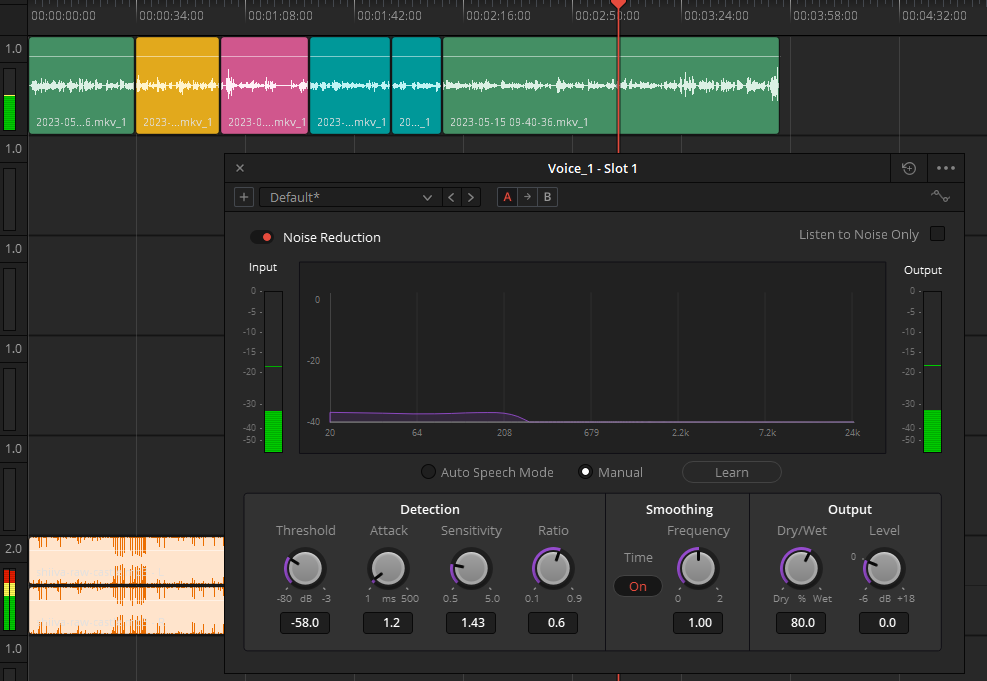 00:00:00:00 00:00:34:00 00:01:08:00 00:01:42:00 00:02:16:00 00:02:50:00 00:03:24:00 00:03:58:00 00:04:32:00
1.0
2023-05...6.mkv_1 2023-...mkv_1 2023-0....mkv_1 2023-...mkv_1 20..._1 2023-05-15 09-40-36.mkv_1
1.0
Voice_1 - Slot 1
Default* A B
Noise Reduction Listen to Noise Only
1.0
Input Output
0 -5 -10 -15 -20 -30 -40 -50
0 -20 -40
20 64 208 679 2.2k 7.2k 24k
0 -5 -10 -15 -20 -30 -40 -50
1.0
1.0
Auto Speech Mode Manual Learn
Detection Smoothing Output
Threshold Attack Sensitivity Ratio Frequency Dry/Wet Level
2.0
Time 0
On
-80 dB -3 1 ms 500 0.5 5.0 0.1 0.9 0 2 Dry % Wet -6 dB +18
-58.0 1.2 1.43 0.6 1.00 80.0 0.0
1.0